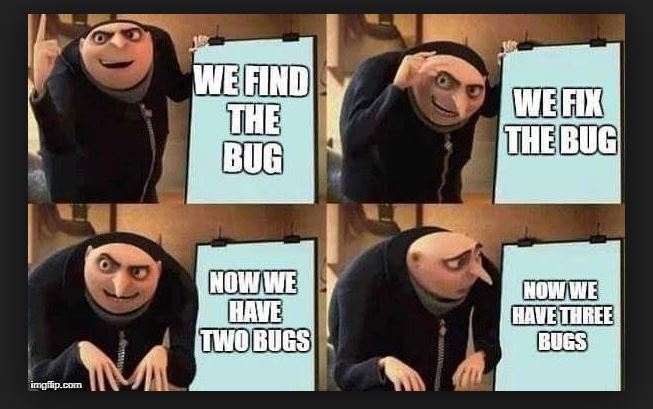 WE FIND
THE
BUG
WE FIX
THE BUG
NOW WE
HAVE
TWO BUGS
NOW WE
HAVE THREE
BUGS
imgflip.com